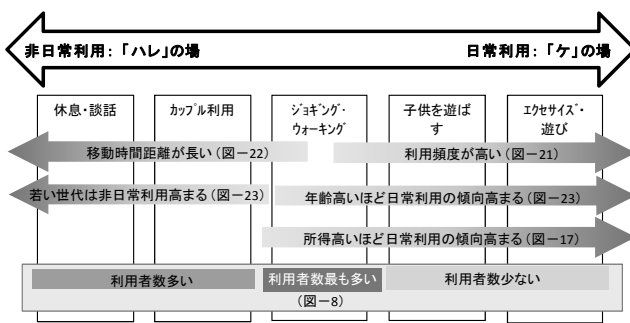 非日常利用：「ハレ」の場 日常利用：「ケ」の場
休息・談話 カップル利用 ジョギング・ウォーキング 子供を遊ばす エクセサイズ・遊び
移動時間距離が長い（図－22） 利用頻度が高い（図－21）
若い世代は非日常利用高まる（図－23） 年齢高いほど日常利用の傾向高まる（図－23）
所得高いほど日常利用の傾向高まる（図－17）
利用者数多い 利用者数最も多い 利用者数少ない
（図－8）